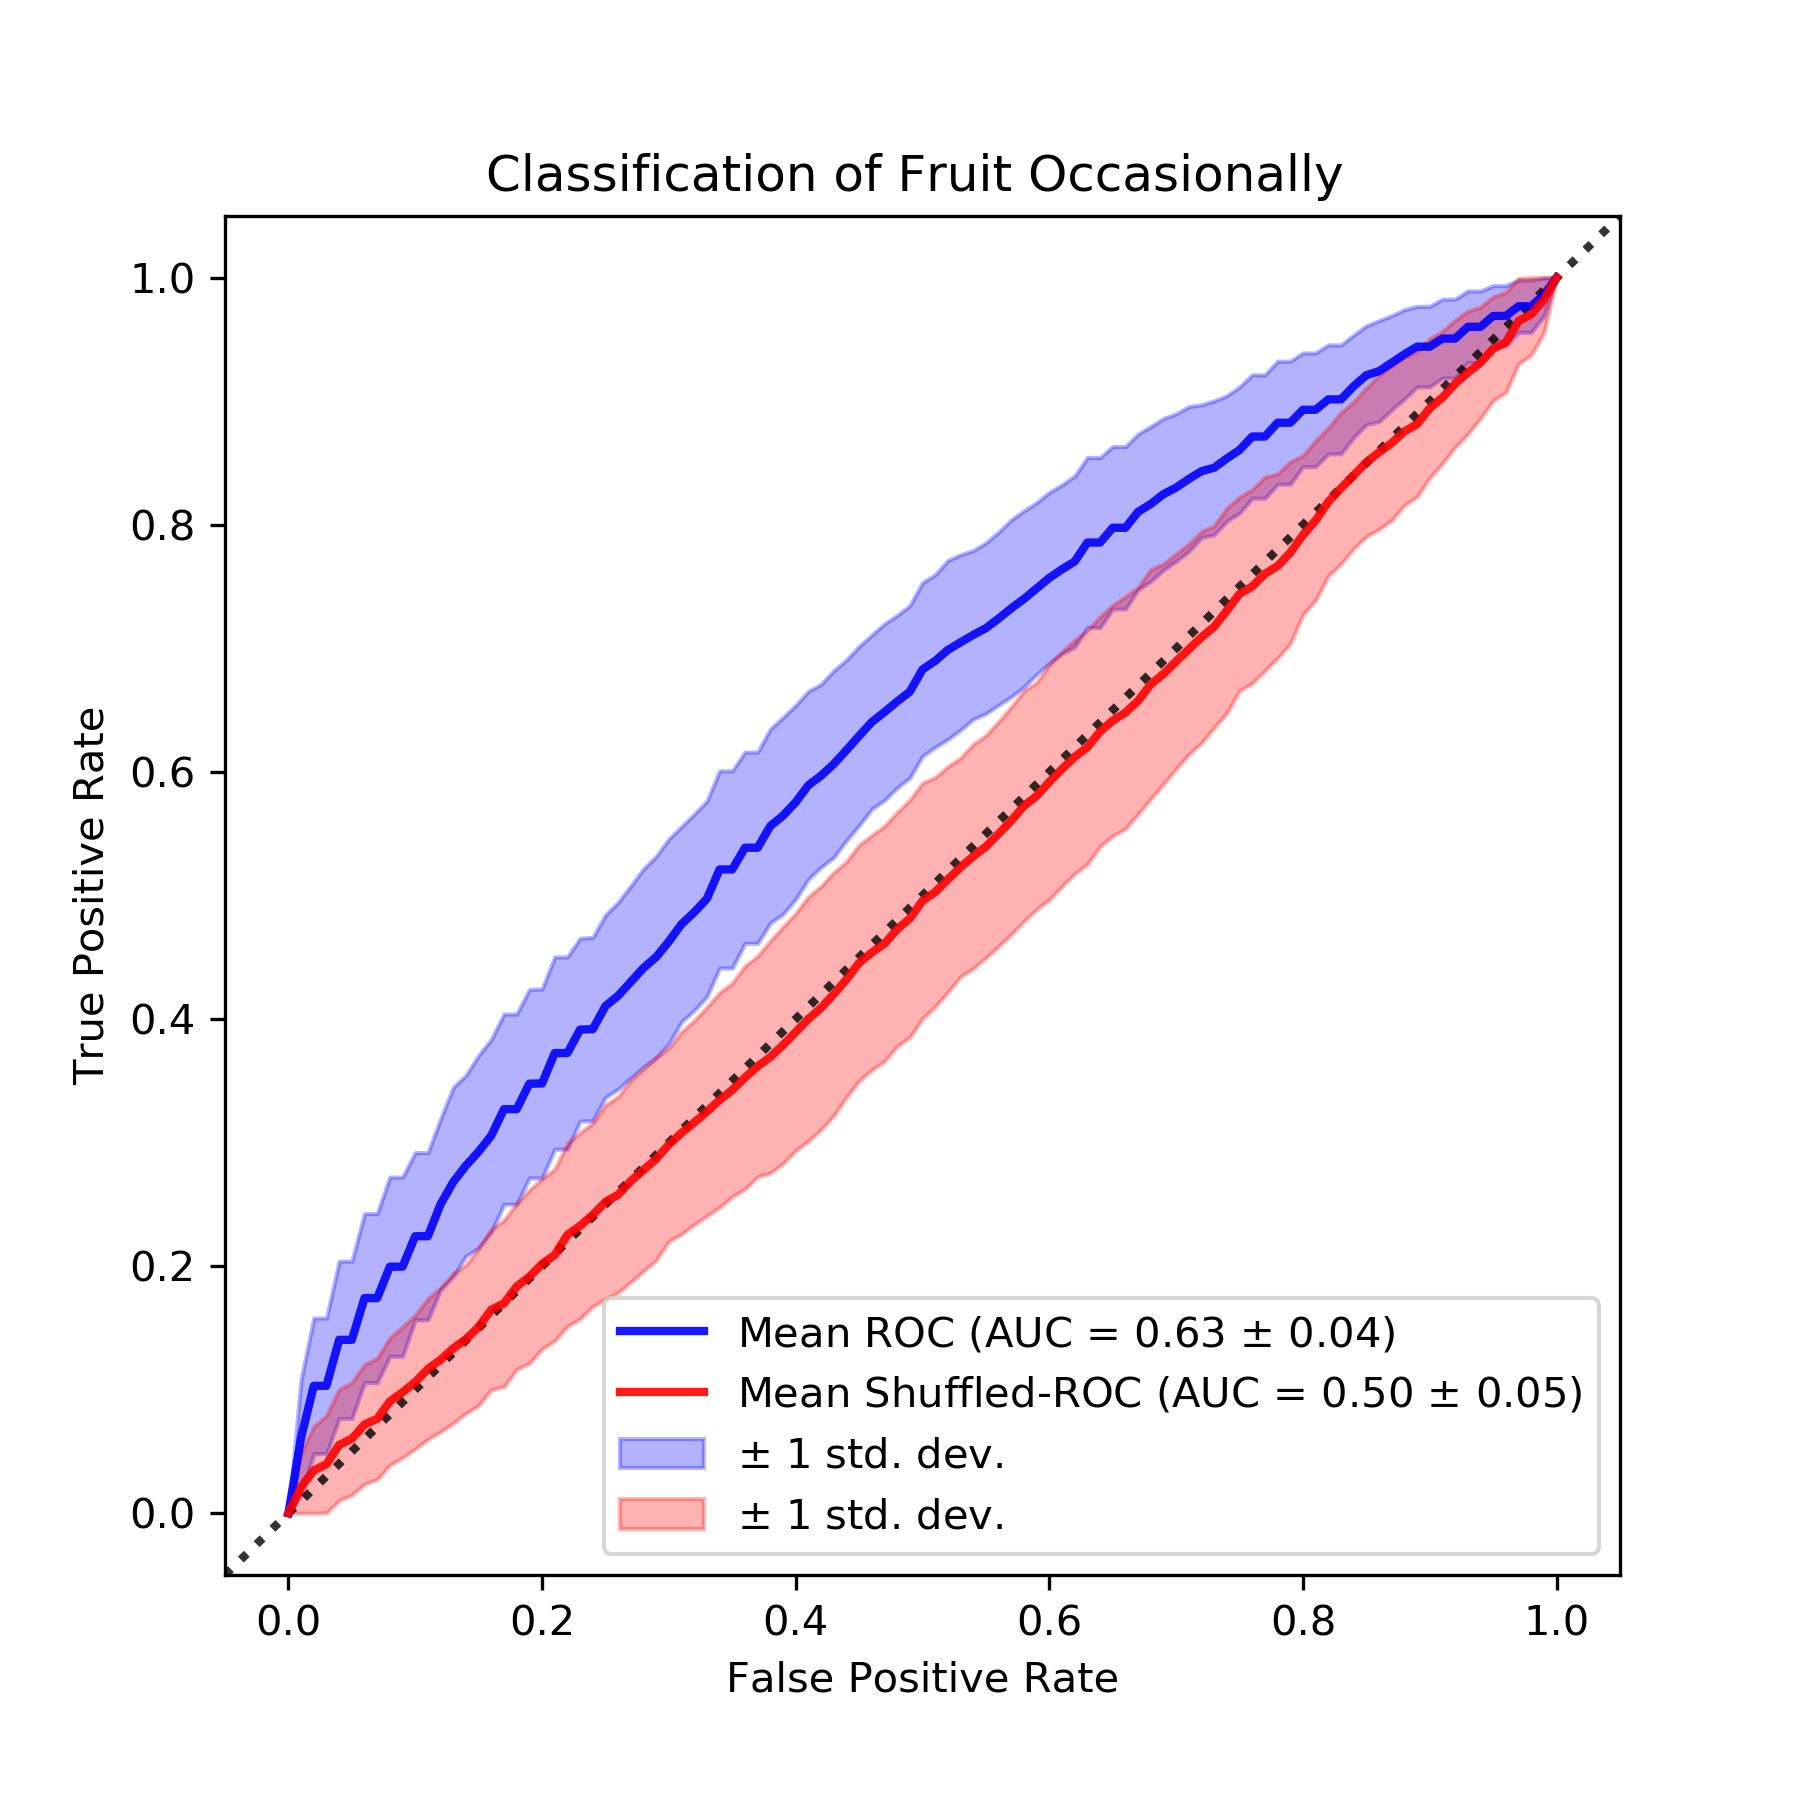 Classification of Fruit Occasionally
1.0
0.8
0.6
0.4
0.2
0.0
True Positive Rate
Mean ROC (AUC = 0.63 ± 0.04)
Mean Shuffled-ROC (AUC = 0.50 ± 0.05)
± 1 std. dev.
± 1 std. dev.
0.0 0.2 0.4 0.6 0.8 1.0
False Positive Rate